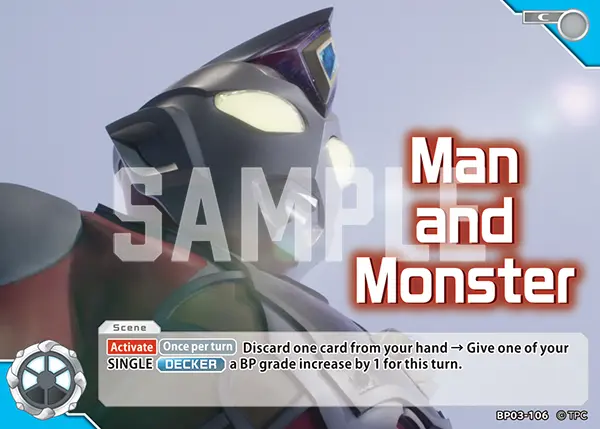 C
Man
and
Monster
SAMPLE
Scene
Activate Once per turn Discard one card from your hand → Give one of your
SINGLE DECKER a BP grade increase by 1 for this turn.
BP03-106 © TPC